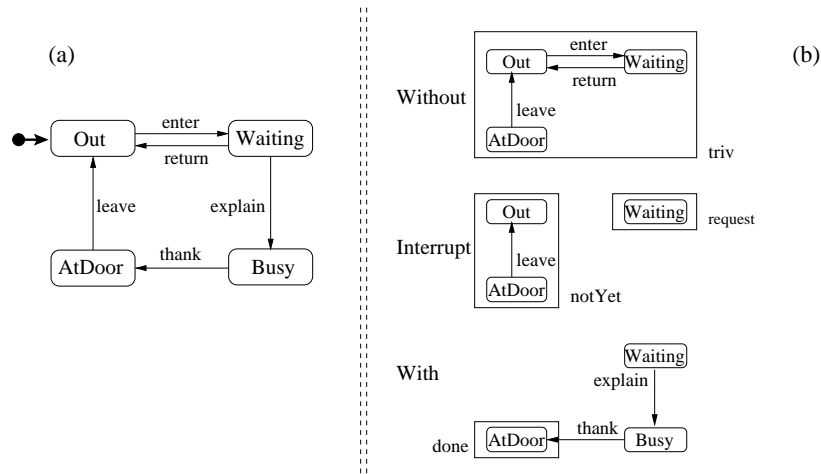 (a)
Out
enter
return
Waiting
leave
explain
AtDoor
thank
Busy
(b)
Without
Out
enter
return
Waiting
leave
AtDoor
triv
Interrupt
Out
leave
AtDoor
notYet
Waiting
request
With
Waiting
explain
done
AtDoor
thank
Busy